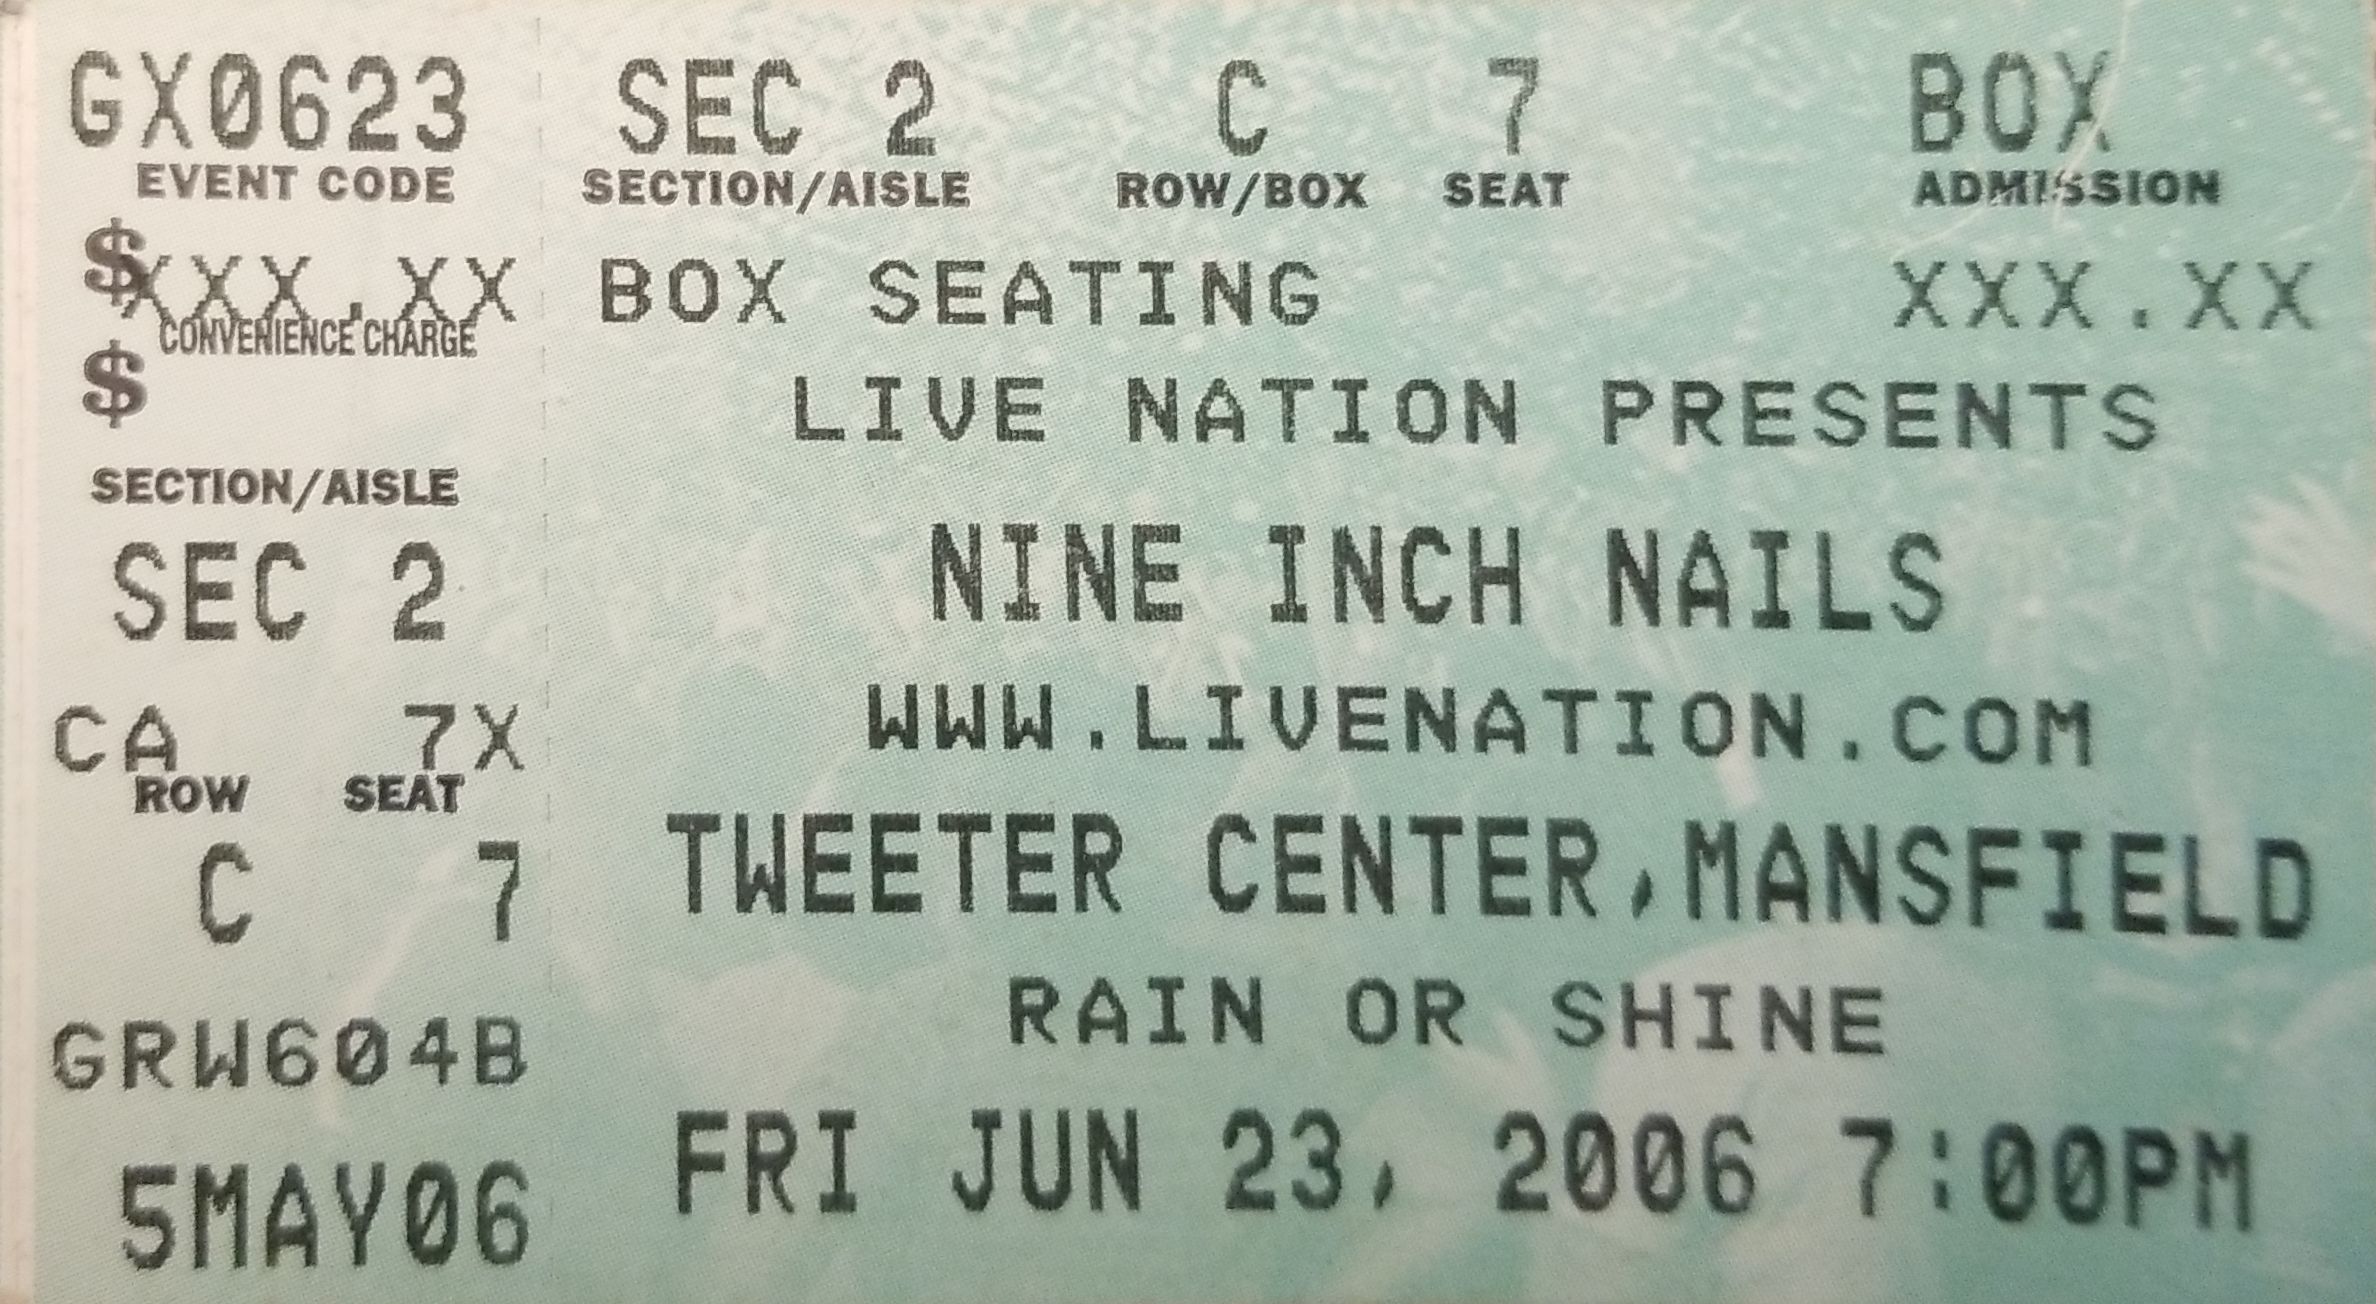 GX0623
EVENT CODE
$XXX.XX
CONVENIENCE CHARGE
$
SECTION/AISLE
SEC 2
CA 7X
ROW SEAT
C 7
GRW604B
5MAY06
SEC 2 C 7 BOX
SECTION/AISLE ROW/BOX SEAT ADMISSION
BOX SEATING XXX.XX
LIVE NATION PRESENTS
NINE INCH NAILS
WWW.LIVENATION.COM
TWEETER CENTER,MANSFIELD
RAIN OR SHINE
FRI JUN 23, 2006 7:00PM